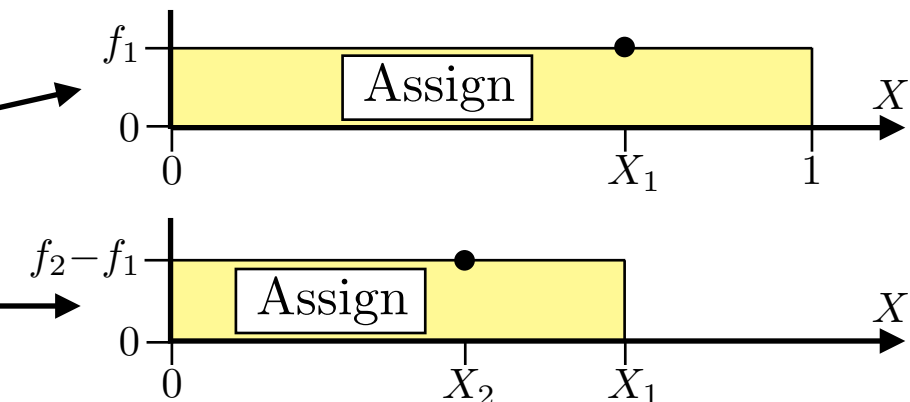 f₁
Assign
X
0
0 X₁ 1
f₂−f₁
Assign
X
0
0 X₂ X₁